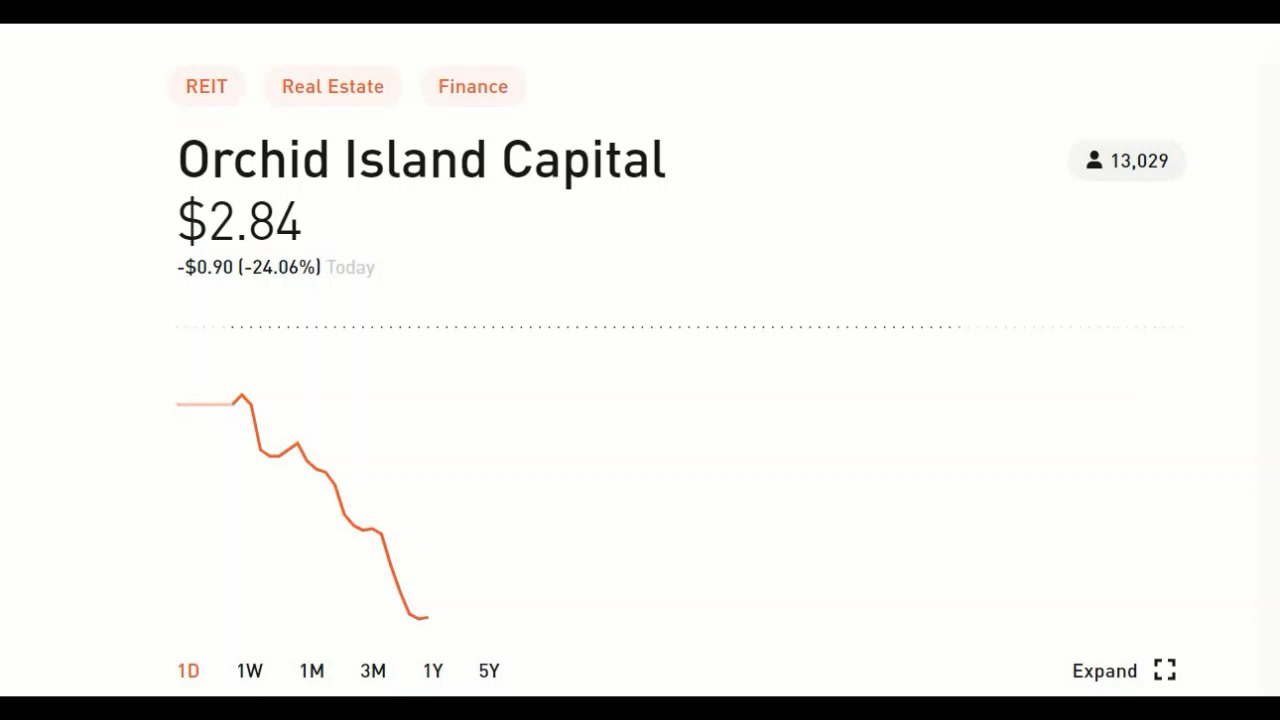 REIT Real Estate Finance
Orchid Island Capital
13,029
$2.84
-$0.90 (-24.06%) Today
1D 1W 1M 3M 1Y 5Y
Expand